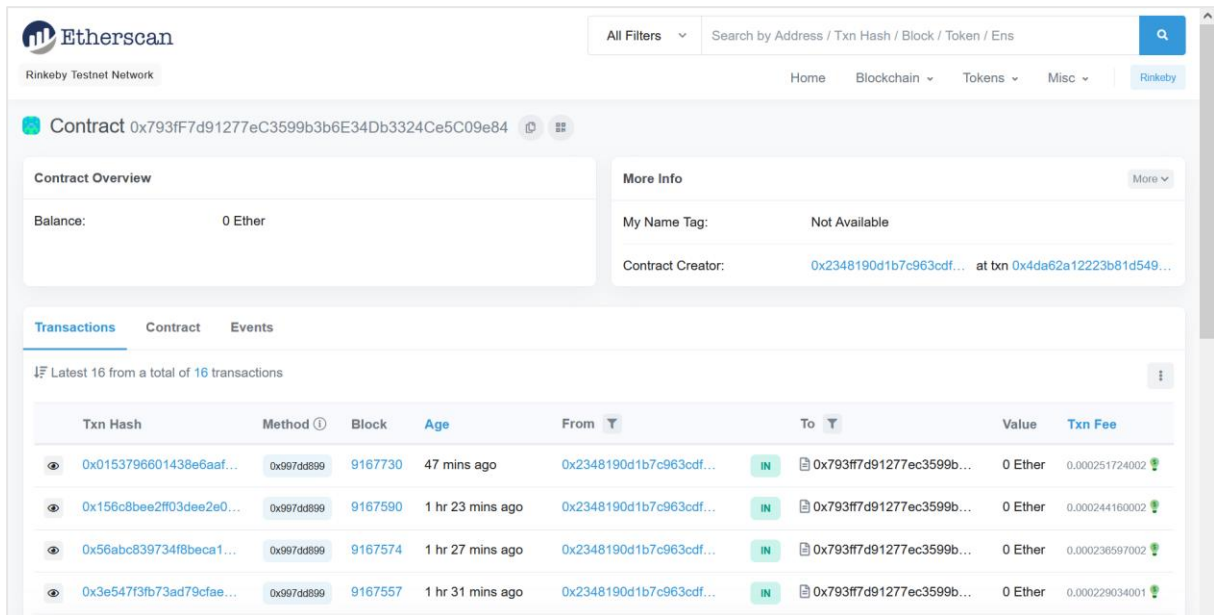 Etherscan
All Filters
Search by Address / Txn Hash / Block / Token / Ens
Rinkeby Testnet Network
Home Blockchain Tokens Misc Rinkeby
Contract 0x793fF7d91277eC3599b3b6E34Db3324Ce5C09e84
Contract Overview
Balance: 0 Ether
More Info
More
My Name Tag: Not Available
Contract Creator: 0x2348190d1b7c963cdf... at txn 0x4da62a12223b81d549...
Transactions Contract Events
Latest 16 from a total of 16 transactions
Txn Hash Method Block Age From To Value Txn Fee
0x0153796601438e6aaf... 0x997dd899 9167730 47 mins ago 0x2348190d1b7c963cdf... IN 0x793ff7d91277ec3599b... 0 Ether 0.000251724002
0x156c8bee2ff03dee2e0... 0x997dd899 9167590 1 hr 23 mins ago 0x2348190d1b7c963cdf... IN 0x793ff7d91277ec3599b... 0 Ether 0.000244160002
0x56abc839734f8beca1... 0x997dd899 9167574 1 hr 27 mins ago 0x2348190d1b7c963cdf... IN 0x793ff7d91277ec3599b... 0 Ether 0.000236597002
0x3e547f3fb73ad79cfae... 0x997dd899 9167557 1 hr 31 mins ago 0x2348190d1b7c963cdf... IN 0x793ff7d91277ec3599b... 0 Ether 0.000229034001